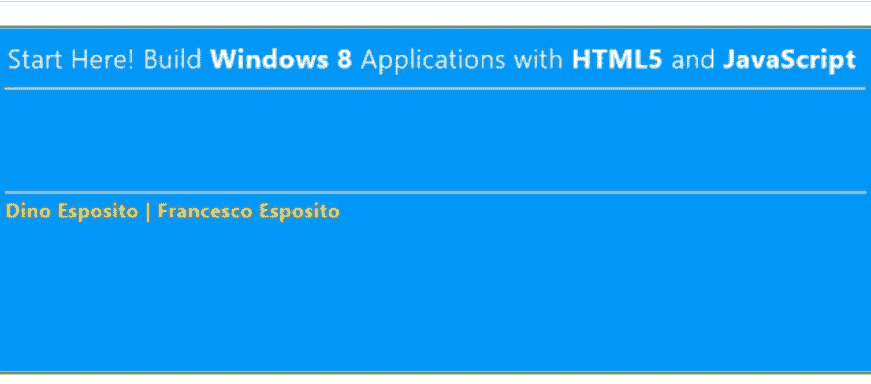 Start Here! Build Windows 8 Applications with HTML5 and JavaScript
Dino Esposito | Francesco Esposito